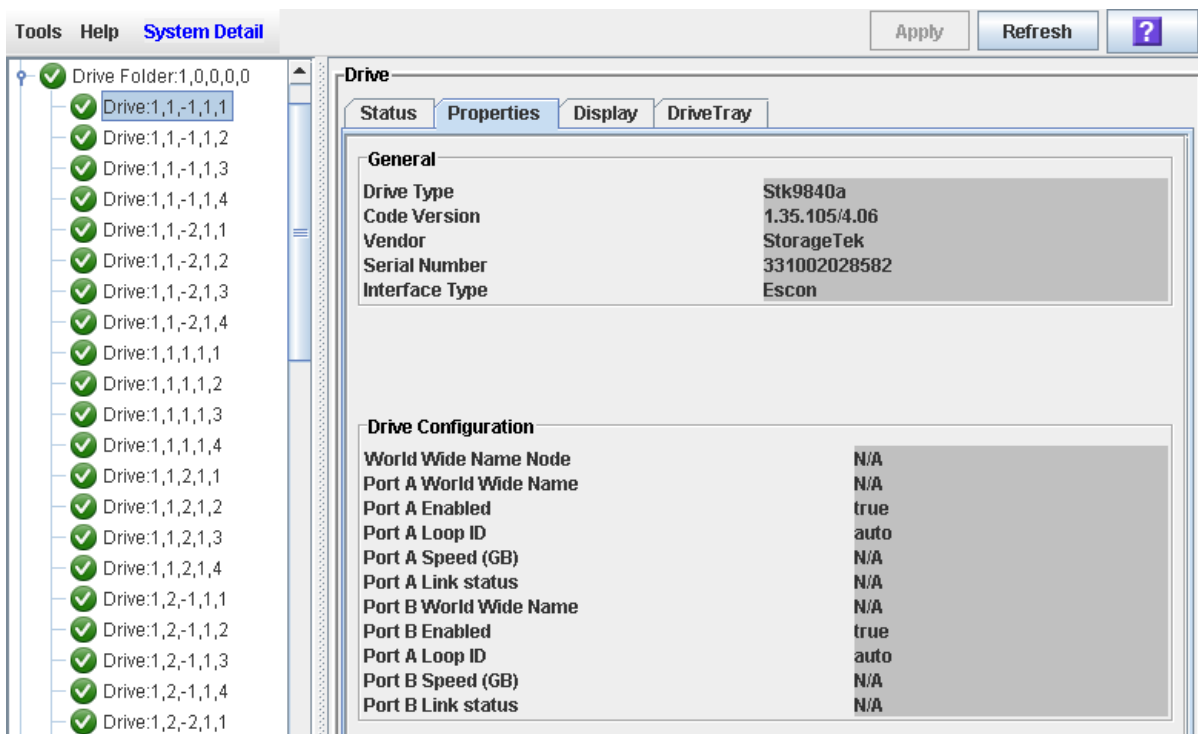 Tools Help System Detail Apply Refresh ?
Drive Folder:1,0,0,0,0
Drive:1,1,-1,1,1
Drive:1,1,-1,1,2
Drive:1,1,-1,1,3
Drive:1,1,-1,1,4
Drive:1,1,-2,1,1
Drive:1,1,-2,1,2
Drive:1,1,-2,1,3
Drive:1,1,-2,1,4
Drive:1,1,1,1,1
Drive:1,1,1,1,2
Drive:1,1,1,1,3
Drive:1,1,1,1,4
Drive:1,1,2,1,1
Drive:1,1,2,1,2
Drive:1,1,2,1,3
Drive:1,1,2,1,4
Drive:1,2,-1,1,1
Drive:1,2,-1,1,2
Drive:1,2,-1,1,3
Drive:1,2,-1,1,4
Drive:1,2,-2,1,1
Drive
Status Properties Display DriveTray
General
Drive Type Stk9840a
Code Version 1.35.105/4.06
Vendor StorageTek
Serial Number 331002028582
Interface Type Escon
Drive Configuration
World Wide Name Node N/A
Port A World Wide Name N/A
Port A Enabled true
Port A Loop ID auto
Port A Speed (GB) N/A
Port A Link status N/A
Port B World Wide Name N/A
Port B Enabled true
Port A Loop ID auto
Port B Speed (GB) N/A
Port B Link status N/A